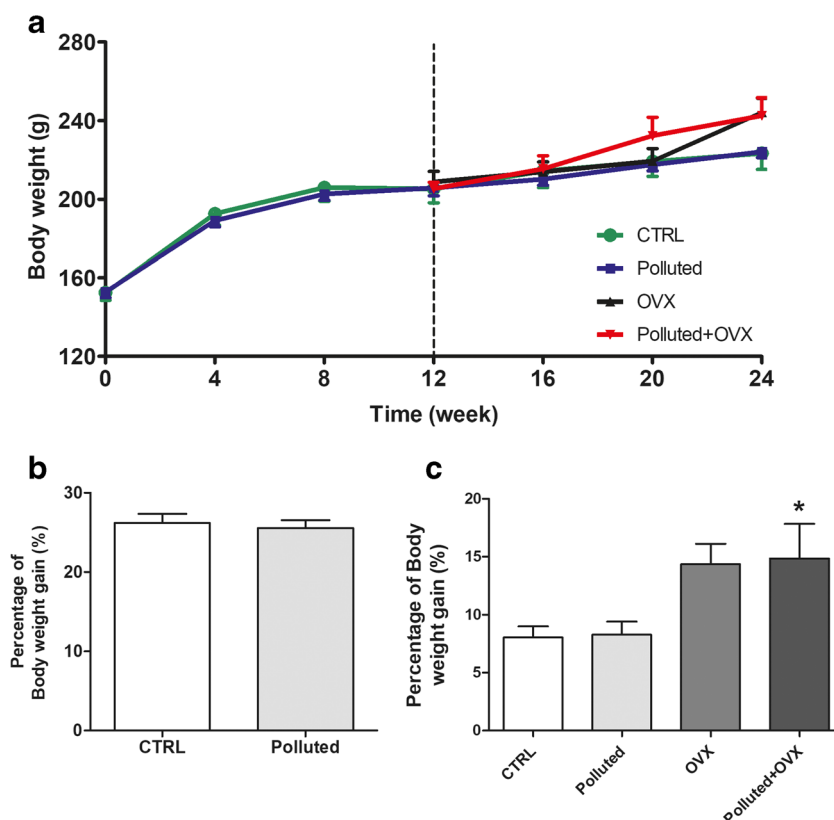 a
280
240
200
160
120
Body weight (g)
CTRL
Polluted
OVX
Polluted+OVX
0 4 8 12 16 20 24
Time (week)
b
30
20
10
0
Percentage of
Body weight gain (%)
CTRL Polluted
c
20
15
10
5
0
Percentage of Body
weight gain (%)
*
CTRL
Polluted
OVX
Polluted+OVX